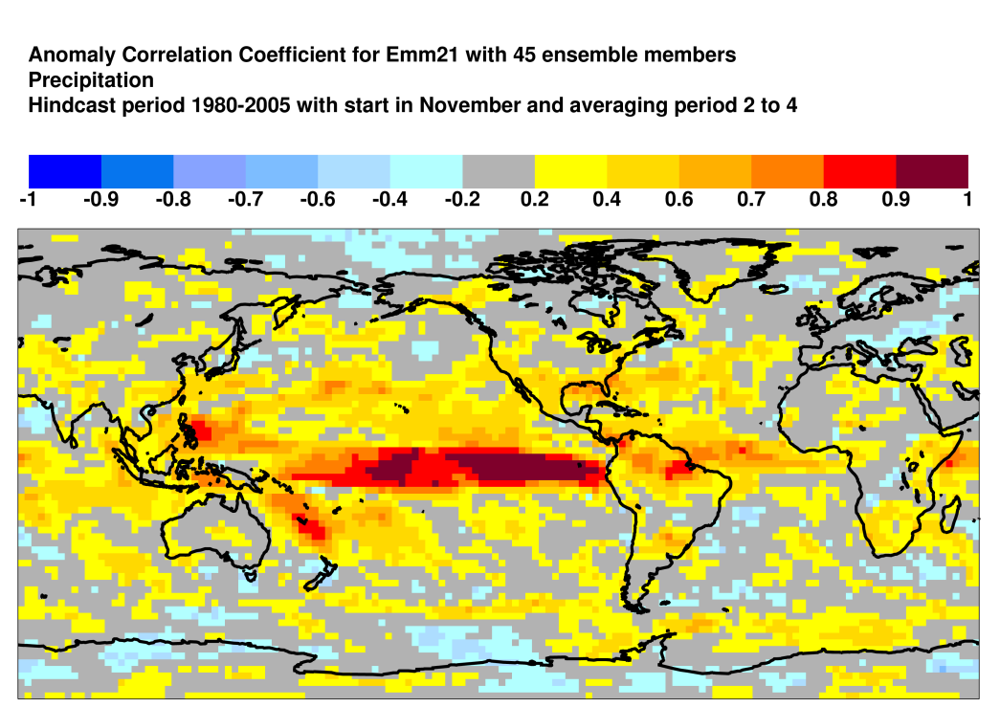 Anomaly Correlation Coefficient for Emm21 with 45 ensemble members
Precipitation
Hindcast period 1980-2005 with start in November and averaging period 2 to 4
-1 -0.9 -0.8 -0.7 -0.6 -0.4 -0.2 0.2 0.4 0.6 0.7 0.8 0.9 1